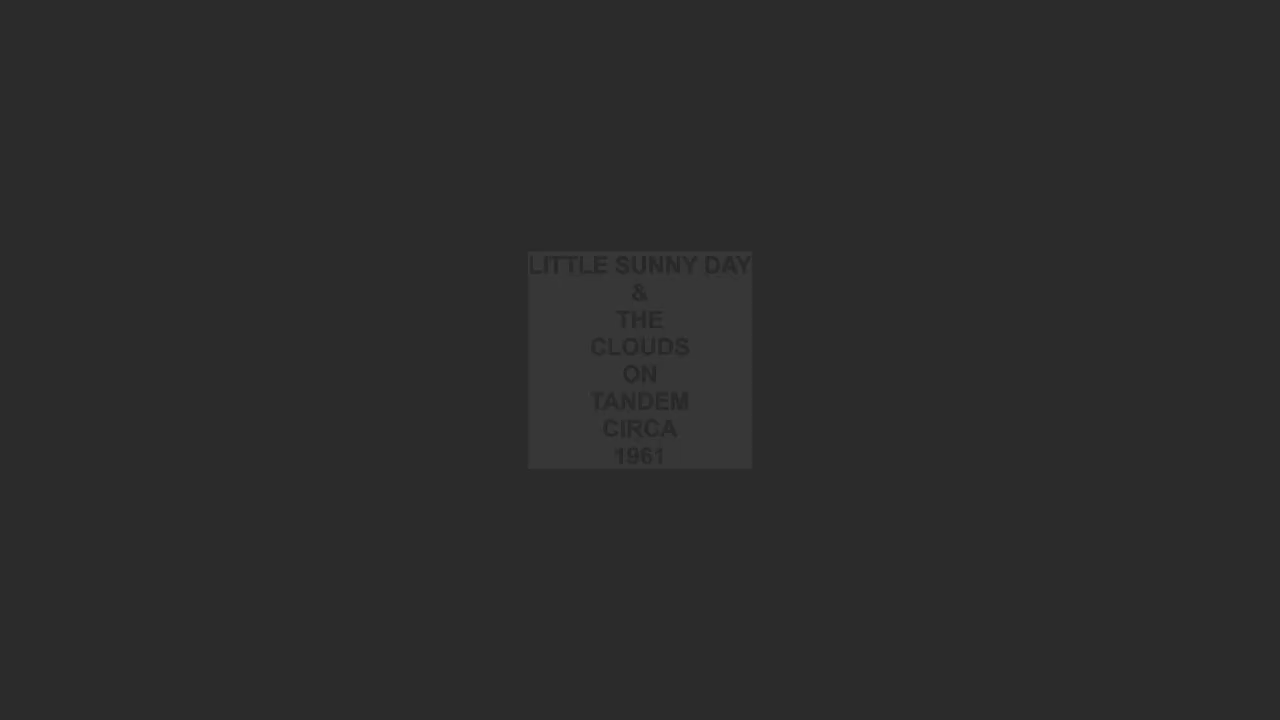 LITTLE SUNNY DAY
&
THE
CLOUDS
ON
TANDEM
CIRCA
1961